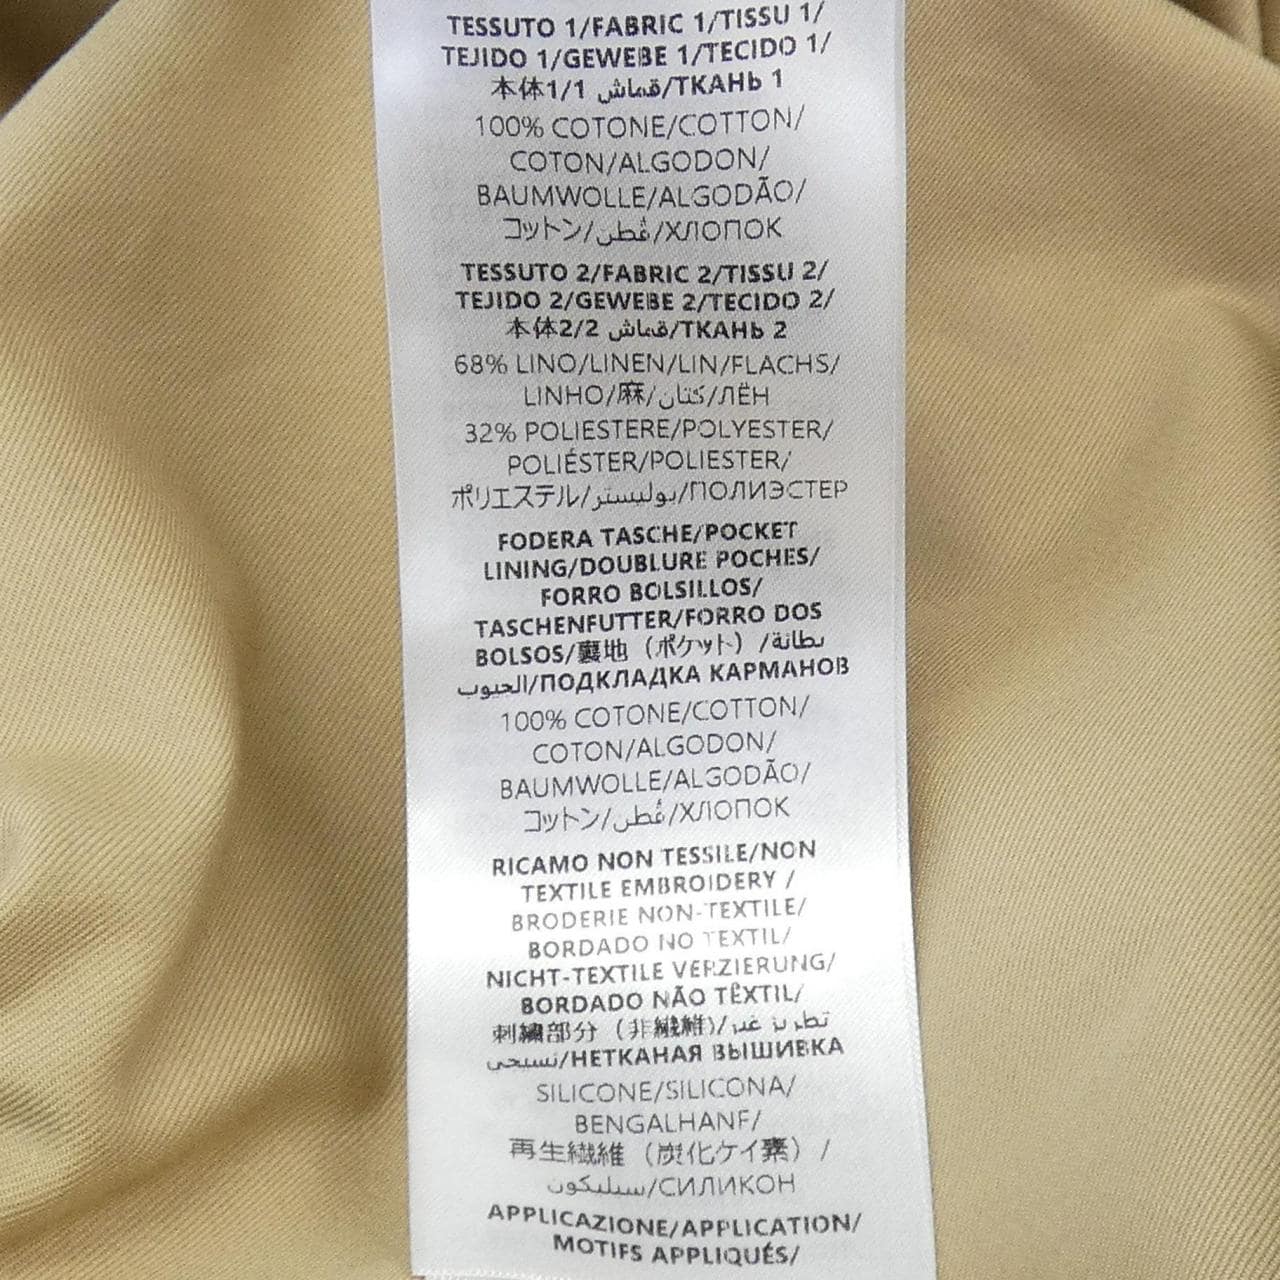 TESSUTO 1/FABRIC 1/TISSU 1/
TEJIDO 1/GEWEBE 1/TECIDO 1/
本体1/1 قماش/ТКАНЬ 1
100% COTONE/COTTON/
COTON/ALGODON/
BAUMWOLLE/ALGODÃO/
コットン/قُطن/ХЛОПОК
TESSUTO 2/FABRIC 2/TISSU 2/
TEJIDO 2/GEWEBE 2/TECIDO 2/
本体2/2 قماش/ТКАНЬ 2
68% LINO/LINEN/LIN/FLACHS/
LINHO/麻/كتان/ЛЁН
32% POLIESTERE/POLYESTER/
POLIÉSTER/POLIESTER/
ポリエステル/بوليستر/ПОЛИЭСТЕР
FODERA TASCHE/POCKET
LINING/DOUBLURE POCHES/
FORRO BOLSILLOS/
TASCHENFUTTER/FORRO DOS
BOLSOS/裏地（ポケット）/بطانة
الجيوب/ПОДКЛАДКА КАРМАНОВ
100% COTONE/COTTON/
COTON/ALGODON/
BAUMWOLLE/ALGODÃO/
コットン/قُطن/ХЛОПОК
RICAMO NON TESSILE/NON
TEXTILE EMBROIDERY /
BRODERIE NON-TEXTILE/
BORDADO NO TEXTIL/
NICHT-TEXTILE VERZIERUNG/
BORDADO NÃO TÊXTIL/
刺繍部分（非繊維)/تطريز غير
نسيجي/НЕТКАНАЯ ВЫШИВКА
SILICONE/SILICONA/
BENGALHANF/
再生繊維（炭化ケイ素）/
سيليكون/СИЛИКОН
APPLICAZIONE/APPLICATION/
MOTIFS APPLIQUÉS/